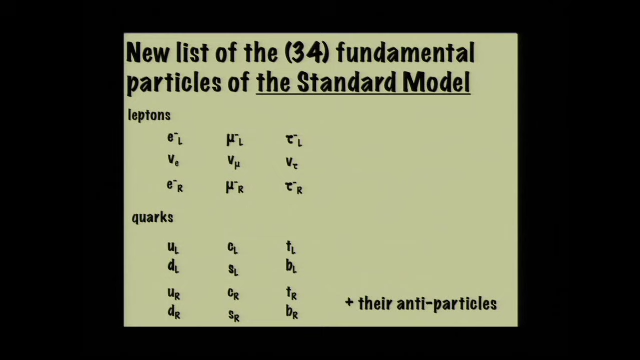 New list of the (34) fundamental
particles of the Standard Model
leptons
e⁻L μ⁻L τ⁻L
νe νμ ντ
e⁻R μ⁻R τ⁻R
quarks
uL cL tL
dL sL bL
uR cR tR
dR sR bR
+ their anti-particles